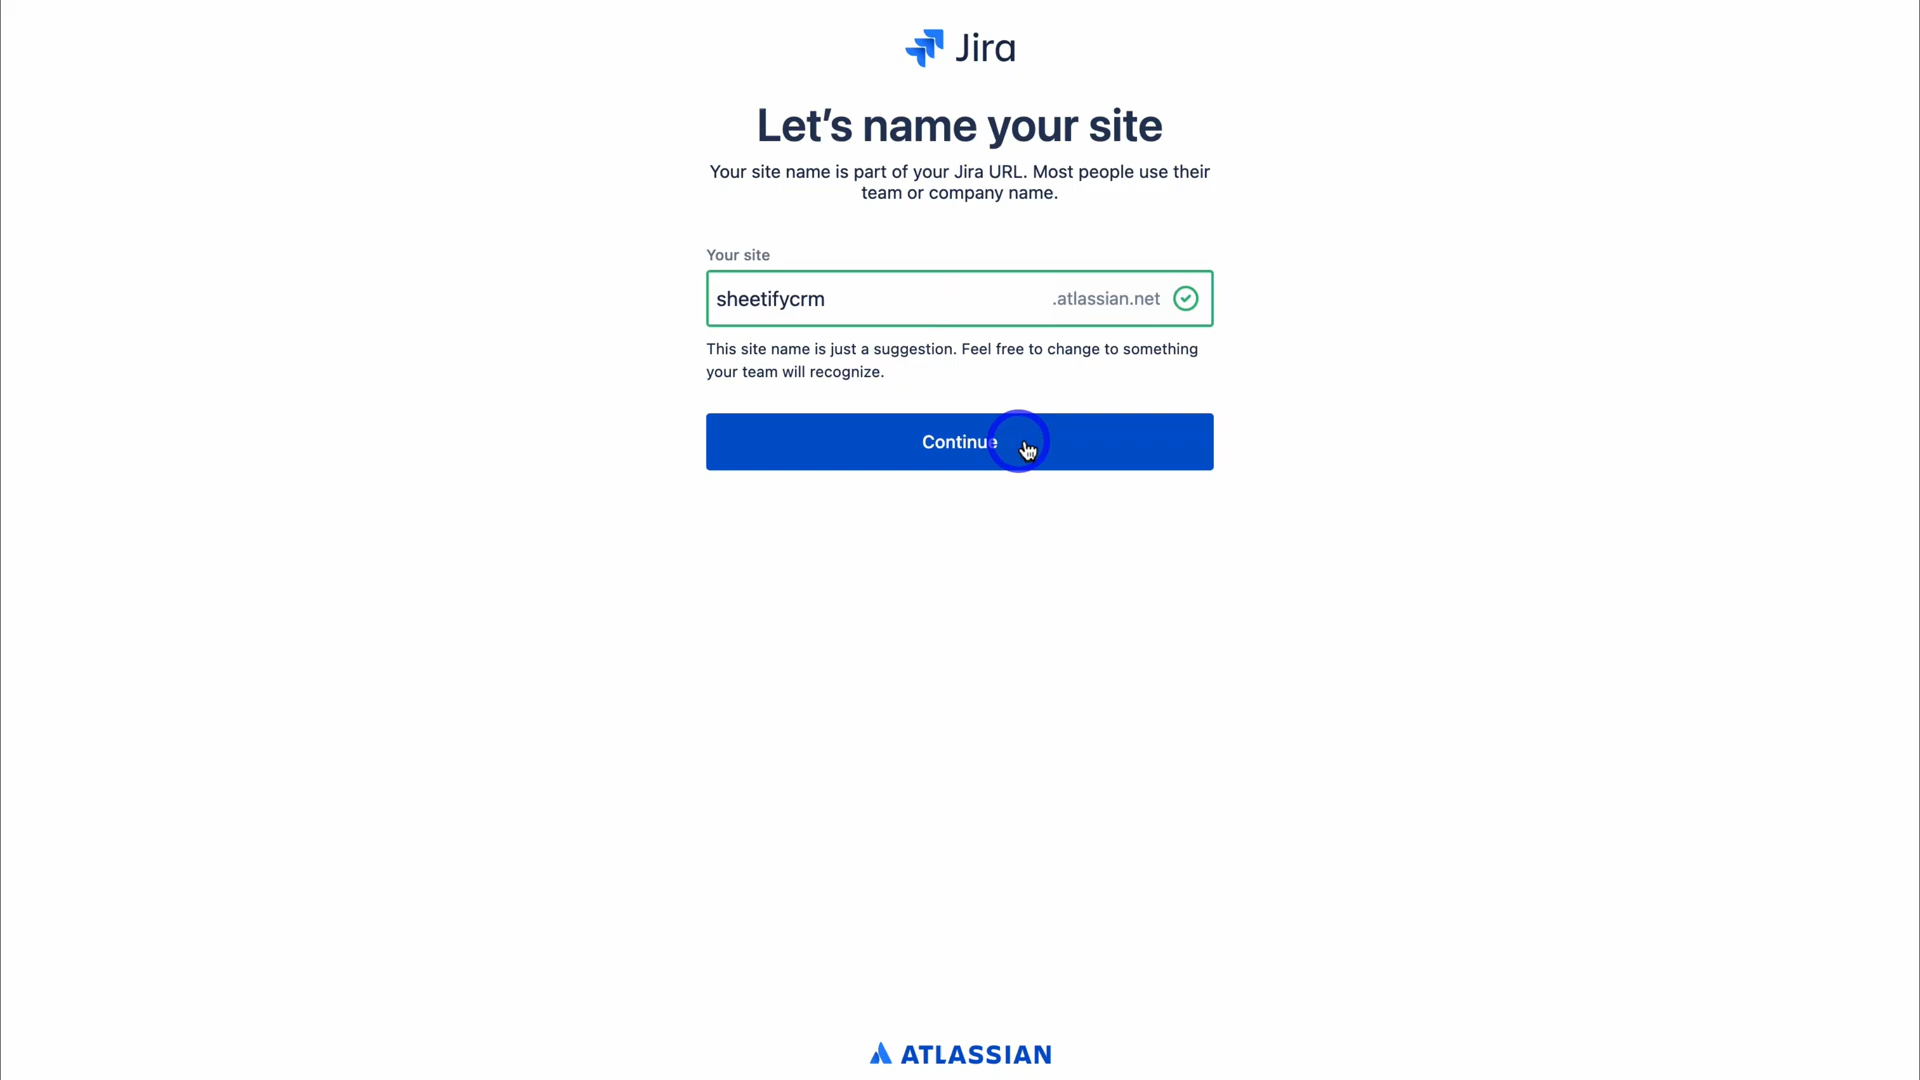 Jira
Let’s name your site
Your site name is part of your Jira URL. Most people use their
team or company name.
Your site
sheetifycrm .atlassian.net
This site name is just a suggestion. Feel free to change to something
your team will recognize.
Continue
ATLASSIAN